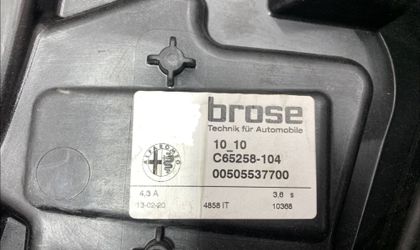 brose
Technik für Automobile
10_10
C65258-104
00505537700
4,3 A 3.6 s
13-02-20 4858 IT 10368